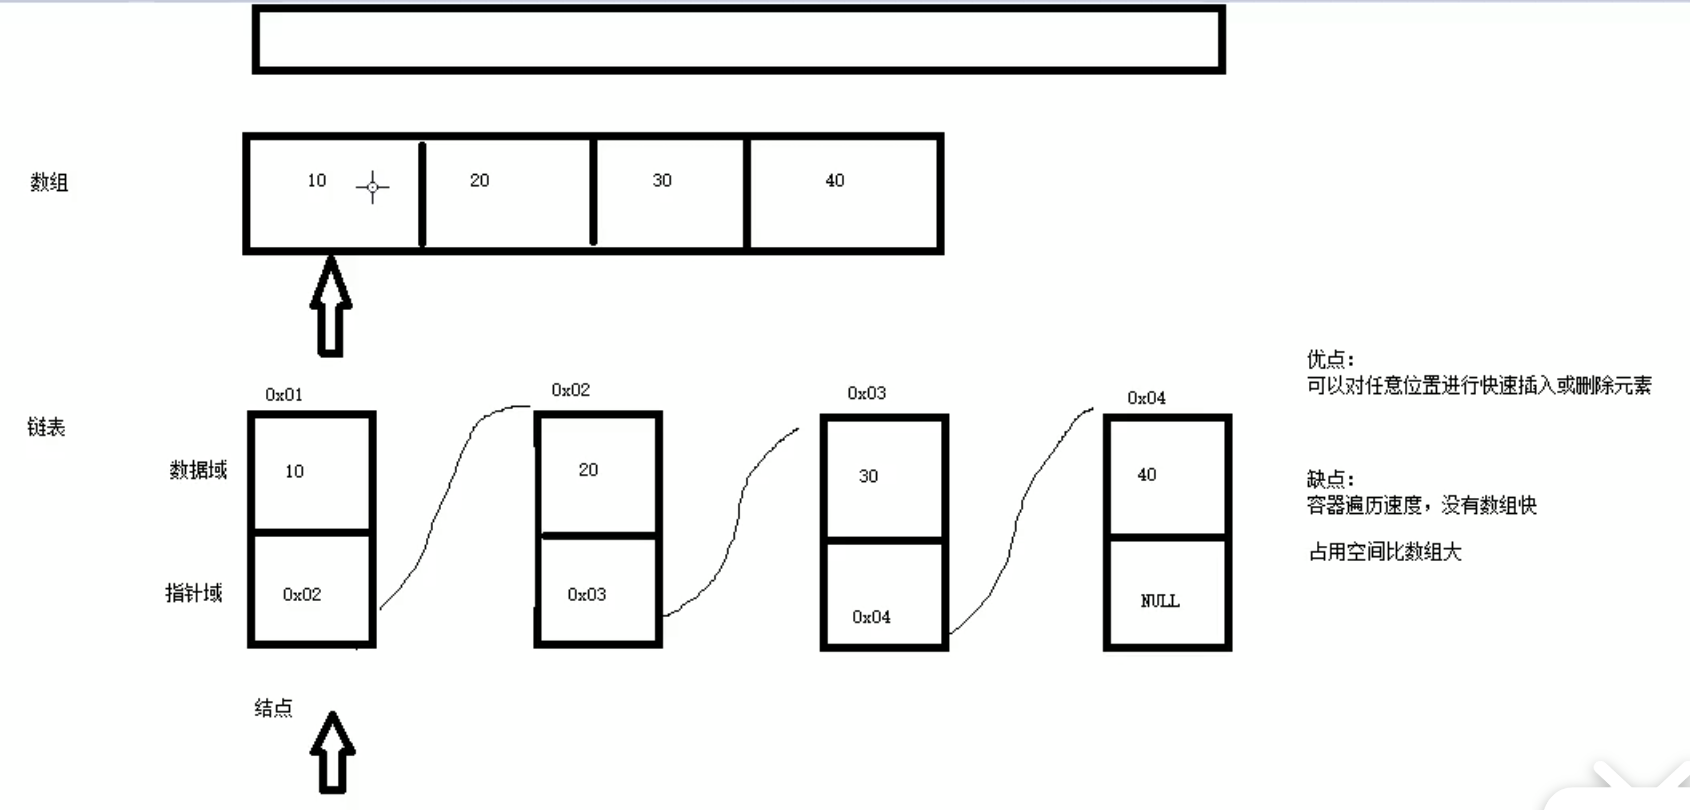 数组
10 20 30 40
优点：
可以对任意位置进行快速插入或删除元素
0x01 0x02 0x03 0x04
链表
数据域 10 20 30 40
缺点：
容器遍历速度，没有数组快
占用空间比数组大
指针域 0x02 0x03 0x04 NULL
结点